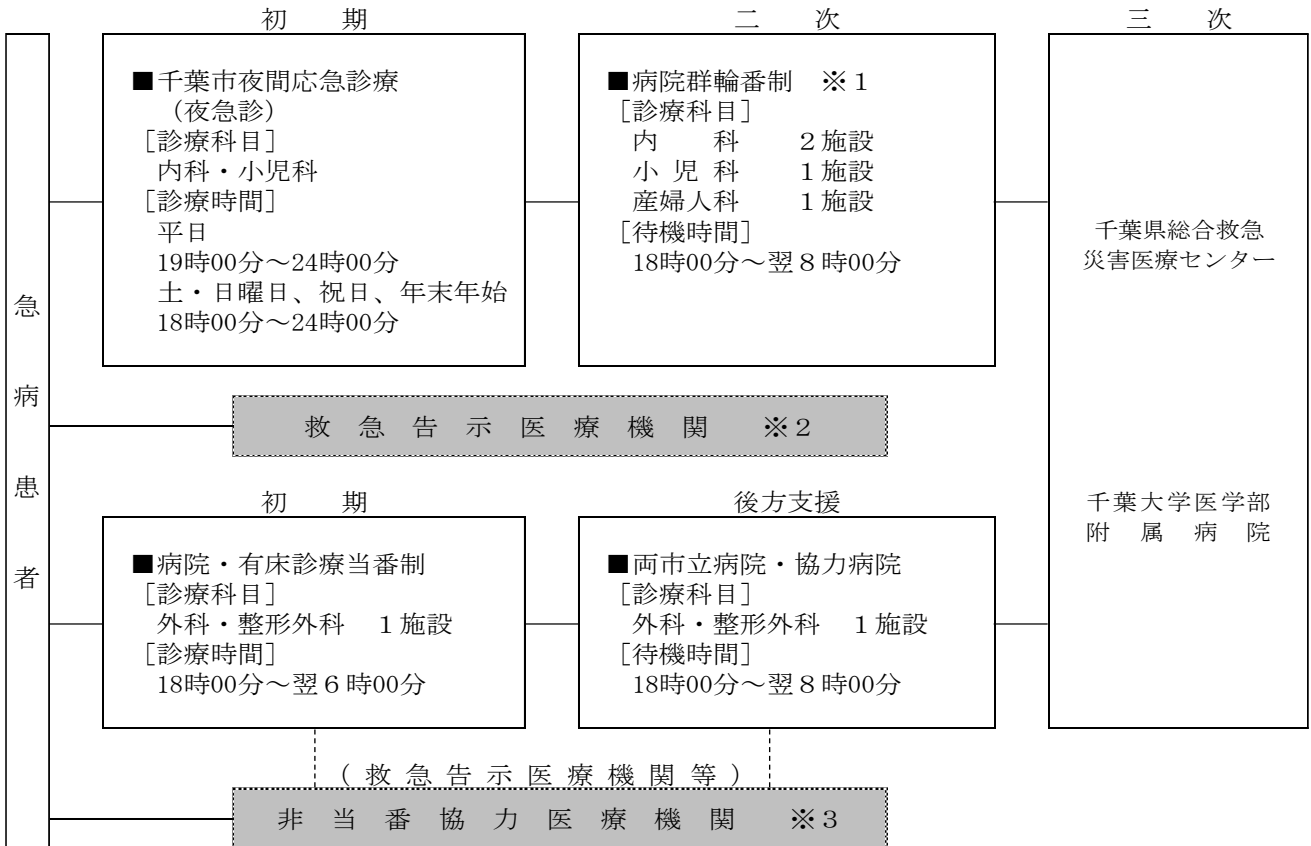 初 期
二 次
三 次
急病患者
■千葉市夜間応急診療
（夜急診）
［診療科目］
内科・小児科
［診療時間］
平日
19時00分～24時00分
土・日曜日、祝日、年末年始
18時00分～24時00分
■病院群輪番制 ※１
［診療科目］
内 科 ２施設
小 児 科 １施設
産婦人科 １施設
［待機時間］
18時00分～翌８時00分
千葉県総合救急
災害医療センター
救 急 告 示 医 療 機 関 ※２
初 期
後方支援
■病院・有床診療当番制
［診療科目］
外科・整形外科 １施設
［診療時間］
18時00分～翌６時00分
■両市立病院・協力病院
［診療科目］
外科・整形外科 １施設
［待機時間］
18時00分～翌８時00分
千葉大学医学部
附 属 病 院
（ 救 急 告 示 医 療 機 関 等 ）
非 当 番 協 力 医 療 機 関 ※３